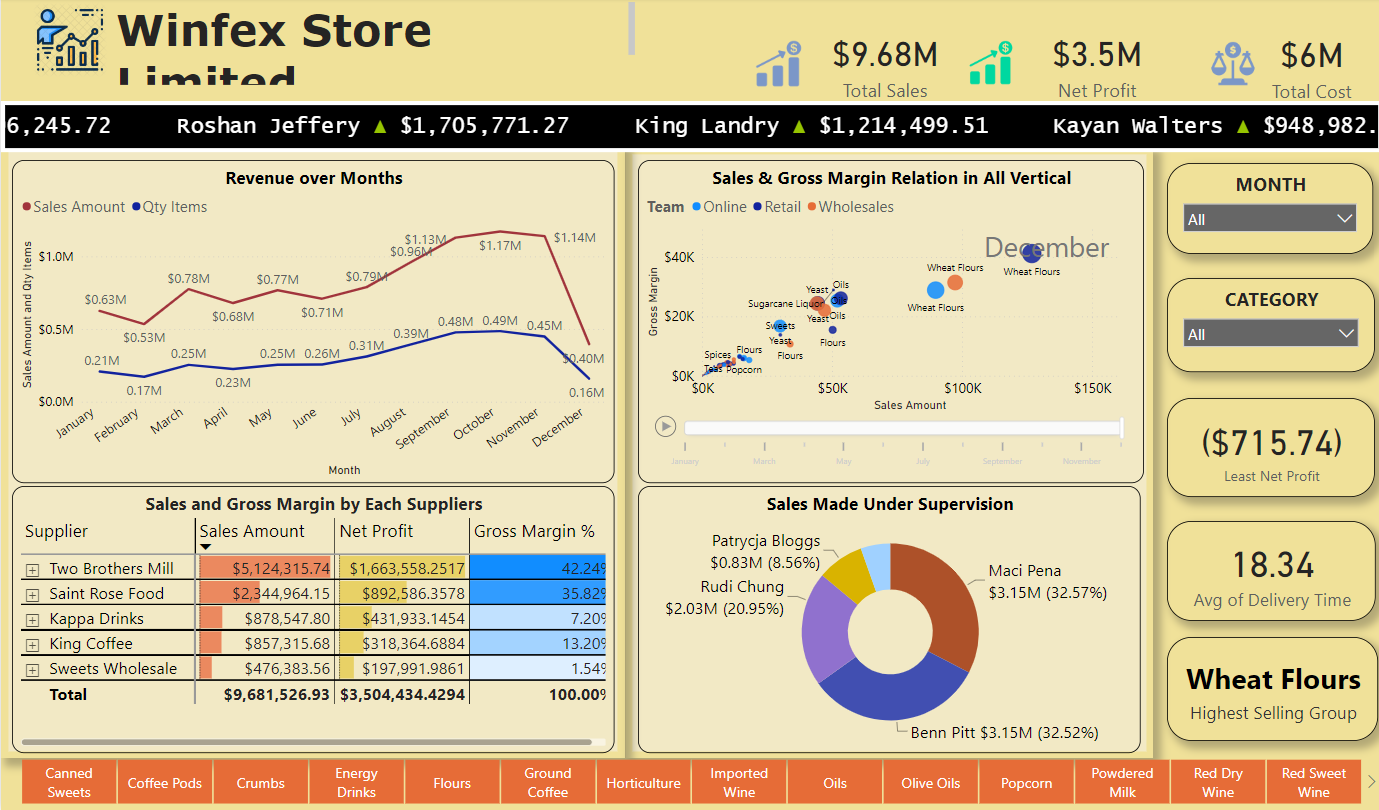 Winfex Store
Limited
$9.68M
Total Sales
$3.5M
Net Profit
$6M
Total Cost
6,245.72 Roshan Jeffery ▲ $1,705,771.27 King Landry ▲ $1,214,499.51 Kayan Walters ▲ $948,982.
Revenue over Months
Sales Amount Qty Items
Sales Amount and Qty Items
$1.0M
$0.5M
$0.0M
$0.63M
$0.53M
$0.78M
$0.68M
$0.77M
$0.71M
$0.79M
$0.96M
$1.13M
$1.17M
$1.14M
$0.40M
0.21M
0.17M
0.25M
0.23M
0.25M
0.26M
0.31M
0.39M
0.48M
0.49M
0.45M
0.16M
January
February
March
April
May
June
July
August
September
October
November
December
Month
Sales & Gross Margin Relation in All Vertical
Team Online Retail Wholesales
December
Gross Margin
$40K
$20K
$0K
Wheat Flours
Wheat Flours
Wheat Flours
Yeast
Oils
Sugarcane Liquor
Oils
Yeast
Oils
Sweets
Yeast
Flours
Flours
Spices
Flours
Teas
Popcorn
$0K
$50K
$100K
$150K
Sales Amount
January
March
May
July
September
November
MONTH
All
CATEGORY
All
($715.74)
Least Net Profit
18.34
Avg of Delivery Time
Wheat Flours
Highest Selling Group
Sales and Gross Margin by Each Suppliers
Supplier Sales Amount Net Profit Gross Margin %
Two Brothers Mill $5,124,315.74 $1,663,558.2517 42.24%
Saint Rose Food $2,344,964.15 $892,586.3578 35.82%
Kappa Drinks $878,547.80 $431,933.1454 7.20%
King Coffee $857,315.68 $318,364.6884 13.20%
Sweets Wholesale $476,383.56 $197,991.9861 1.54%
Total $9,681,526.93 $3,504,434.4294 100.00%
Sales Made Under Supervision
Patrycja Bloggs
$0.83M (8.56%)
Rudi Chung
$2.03M (20.95%)
Maci Pena
$3.15M (32.57%)
Benn Pitt $3.15M (32.52%)
Canned
Sweets
Coffee Pods
Crumbs
Energy
Drinks
Flours
Ground
Coffee
Horticulture
Imported
Wine
Oils
Olive Oils
Popcorn
Powdered
Milk
Red Dry
Wine
Red Sweet
Wine